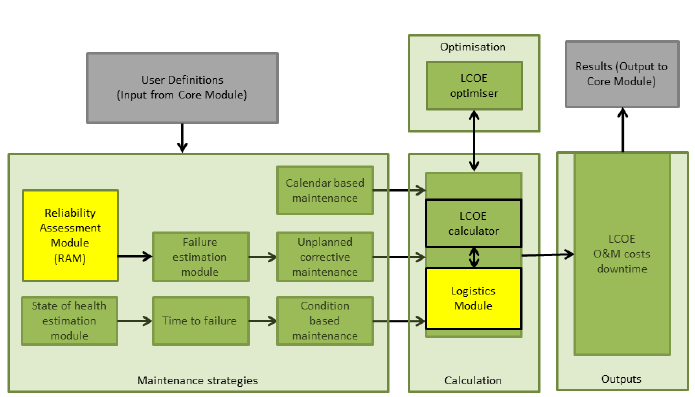 User Definitions
(Input from Core Module)
Optimisation
LCOE
optimiser
Results (Output to
Core Module)
Reliability
Assessment
Module
(RAM)
Calendar based
maintenance
Failure
estimation
module
Unplanned
corrective
maintenance
State of health
estimation
module
Time to failure
Condition
based
maintenance
Maintenance strategies
LCOE
calculator
Logistics
Module
Calculation
LCOE
O&M costs
downtime
Outputs